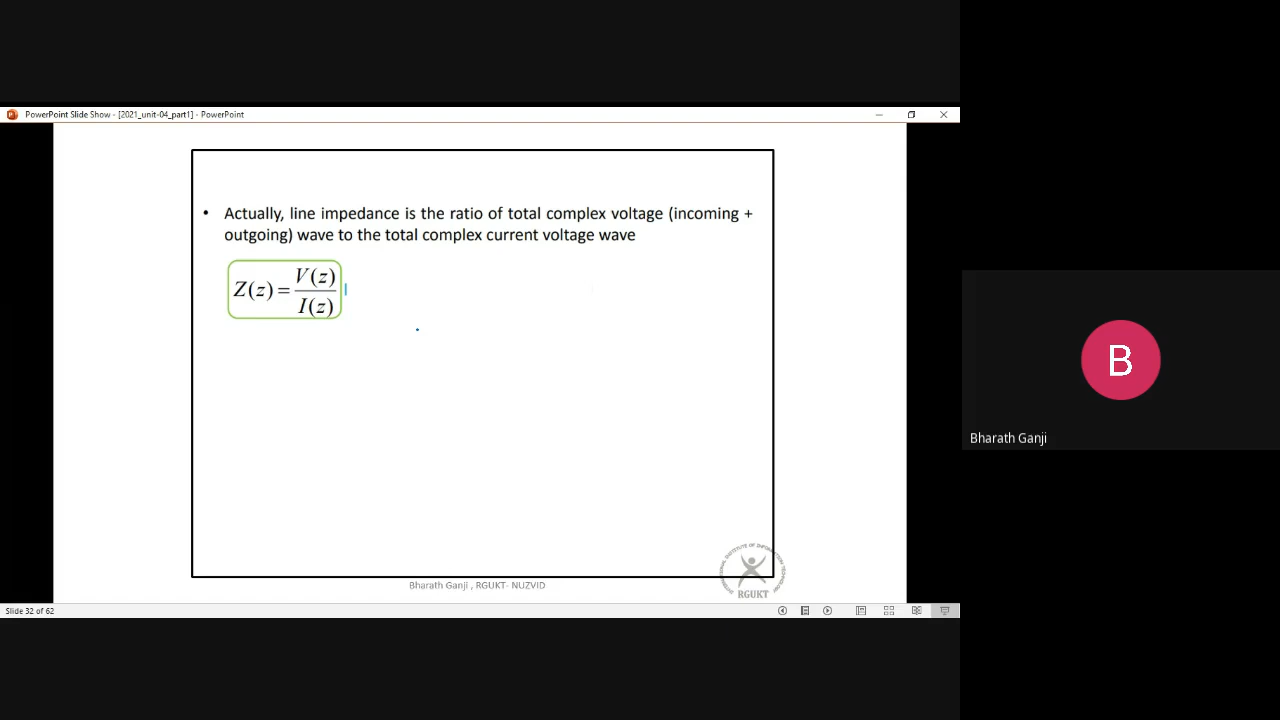 PowerPoint Slide Show - [2021_unit-04_part1] - PowerPoint
• Actually, line impedance is the ratio of total complex voltage (incoming +
outgoing) wave to the total complex current voltage wave
Z(z) = V(z) / I(z)
B
Bharath Ganji
Bharath Ganji , RGUKT- NUZVID
RGUKT
Slide 32 of 62